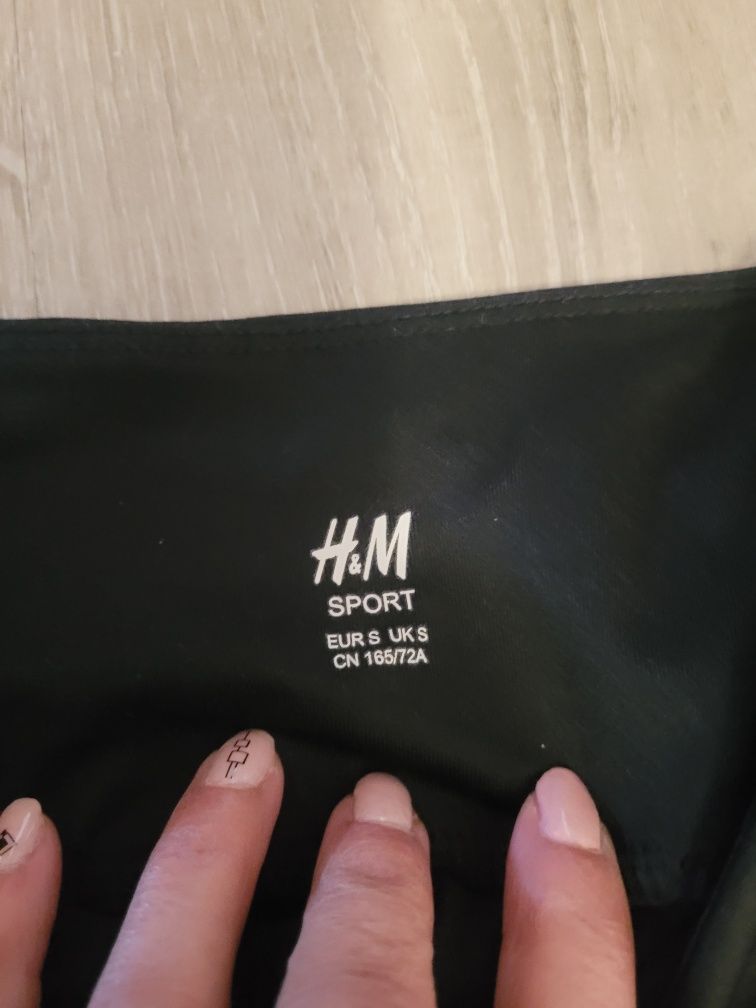 H&M
SPORT
EUR S UK S
CN 165/72A